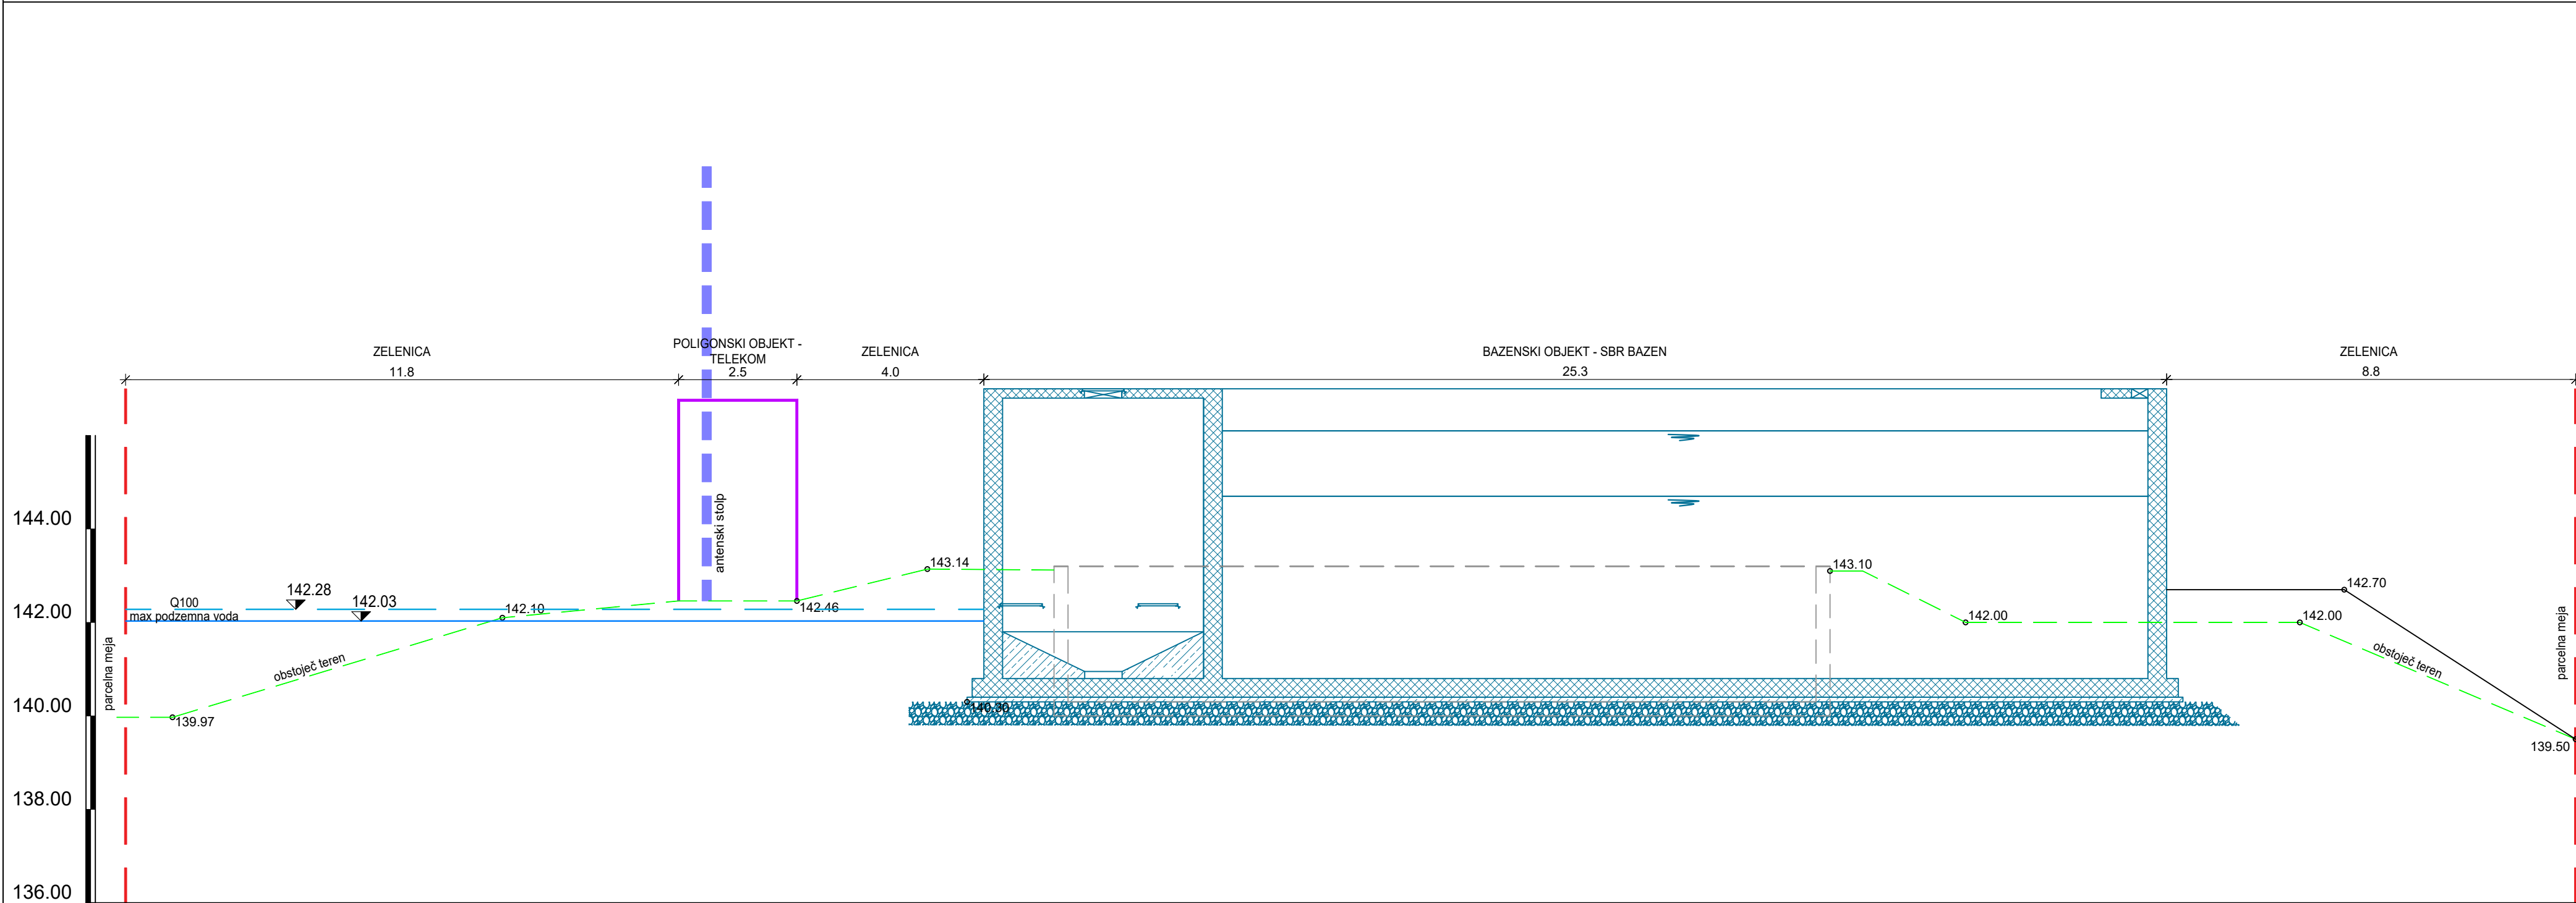 POLIGONSKI OBJEKT -
TELEKOM
ZELENICA
ZELENICA
BAZENSKI OBJEKT - SBR BAZEN
ZELENICA
11.8
2.5
4.0
25.3
8.8
antenski stolp
144.00
143.14
143.10
142.28
142.03
142.70
Q100
142.10
142.46
142.00
max podzemna voda
142.00
142.00
parcelna meja
obstoječ teren
obstoječ teren
parcelna meja
140.00
140.30
139.97
139.50
138.00
136.00